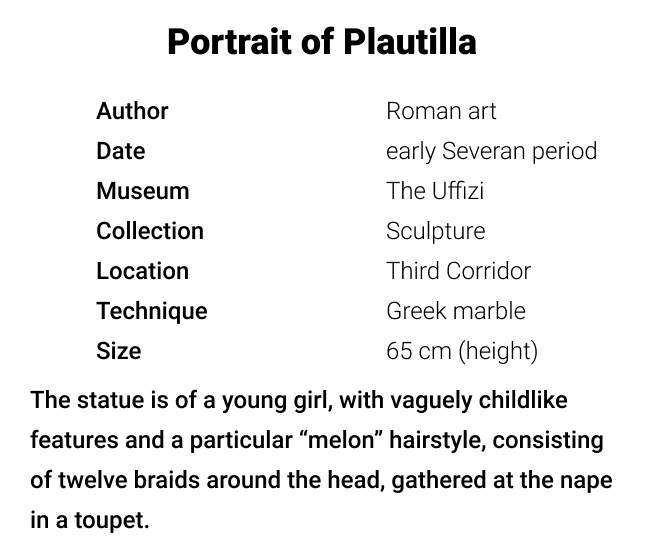 Portrait of Plautilla
Author Roman art
Date early Severan period
Museum The Uffizi
Collection Sculpture
Location Third Corridor
Technique Greek marble
Size 65 cm (height)
The statue is of a young girl, with vaguely childlike
features and a particular “melon” hairstyle, consisting
of twelve braids around the head, gathered at the nape
in a toupet.